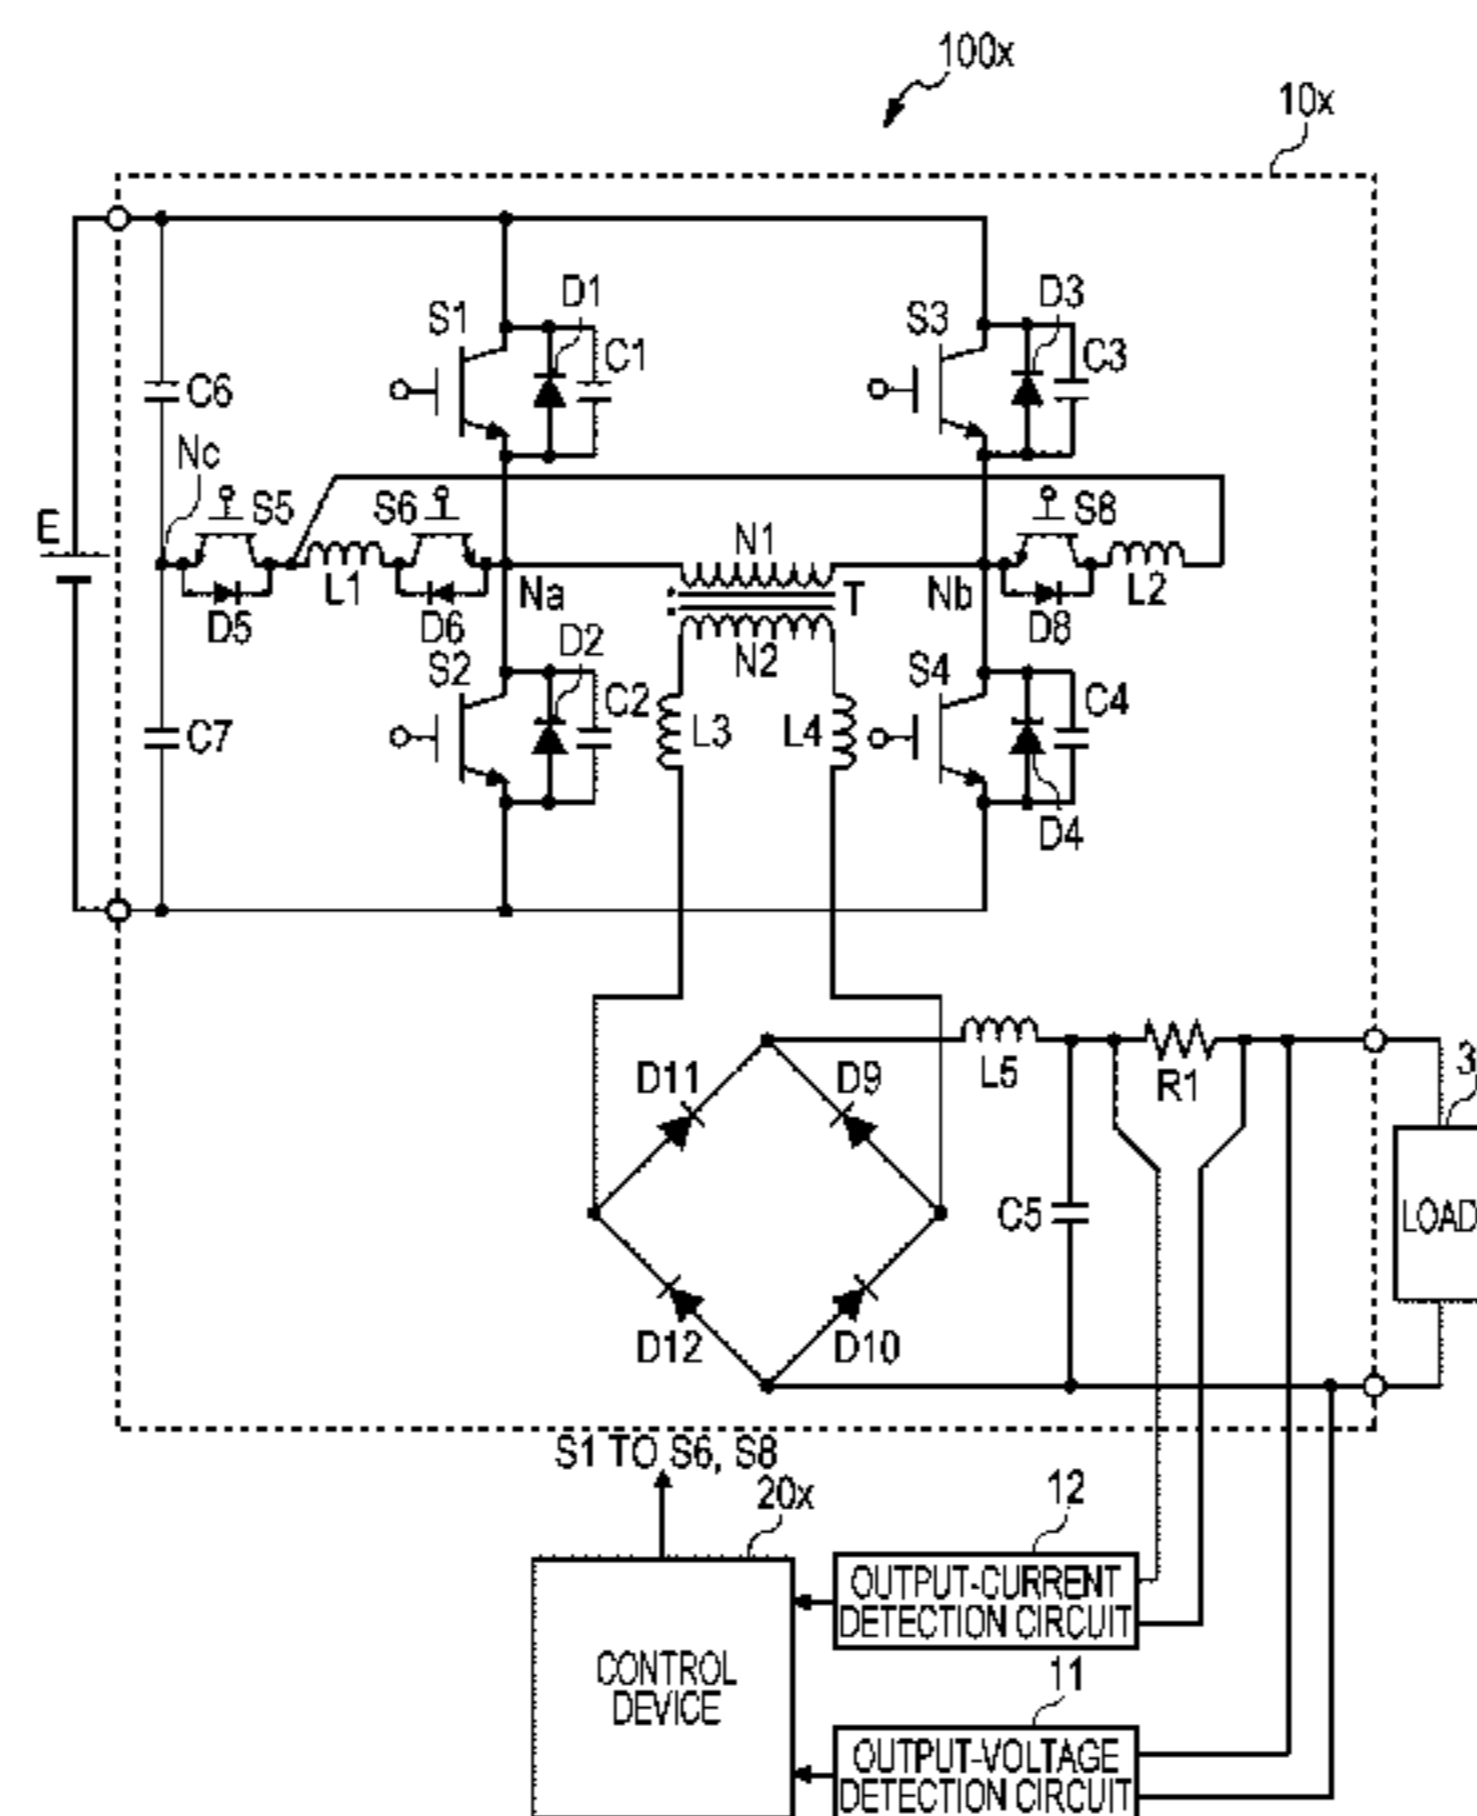 100x
10x
S1
D1
C1
S3
D3
C3
C6
Nc
E
S5
S6
N1
S8
L1
Na
T
Nb
L2
D5
D6
D2
N2
D8
S2
C2
S4
C4
C7
L3
L4
D4
D11
D9
L5
R1
3
C5
LOAD
D12
D10
S1 TO S6, S8
20x
12
OUTPUT-CURRENT
DETECTION CIRCUIT
CONTROL
DEVICE
11
OUTPUT-VOLTAGE
DETECTION CIRCUIT